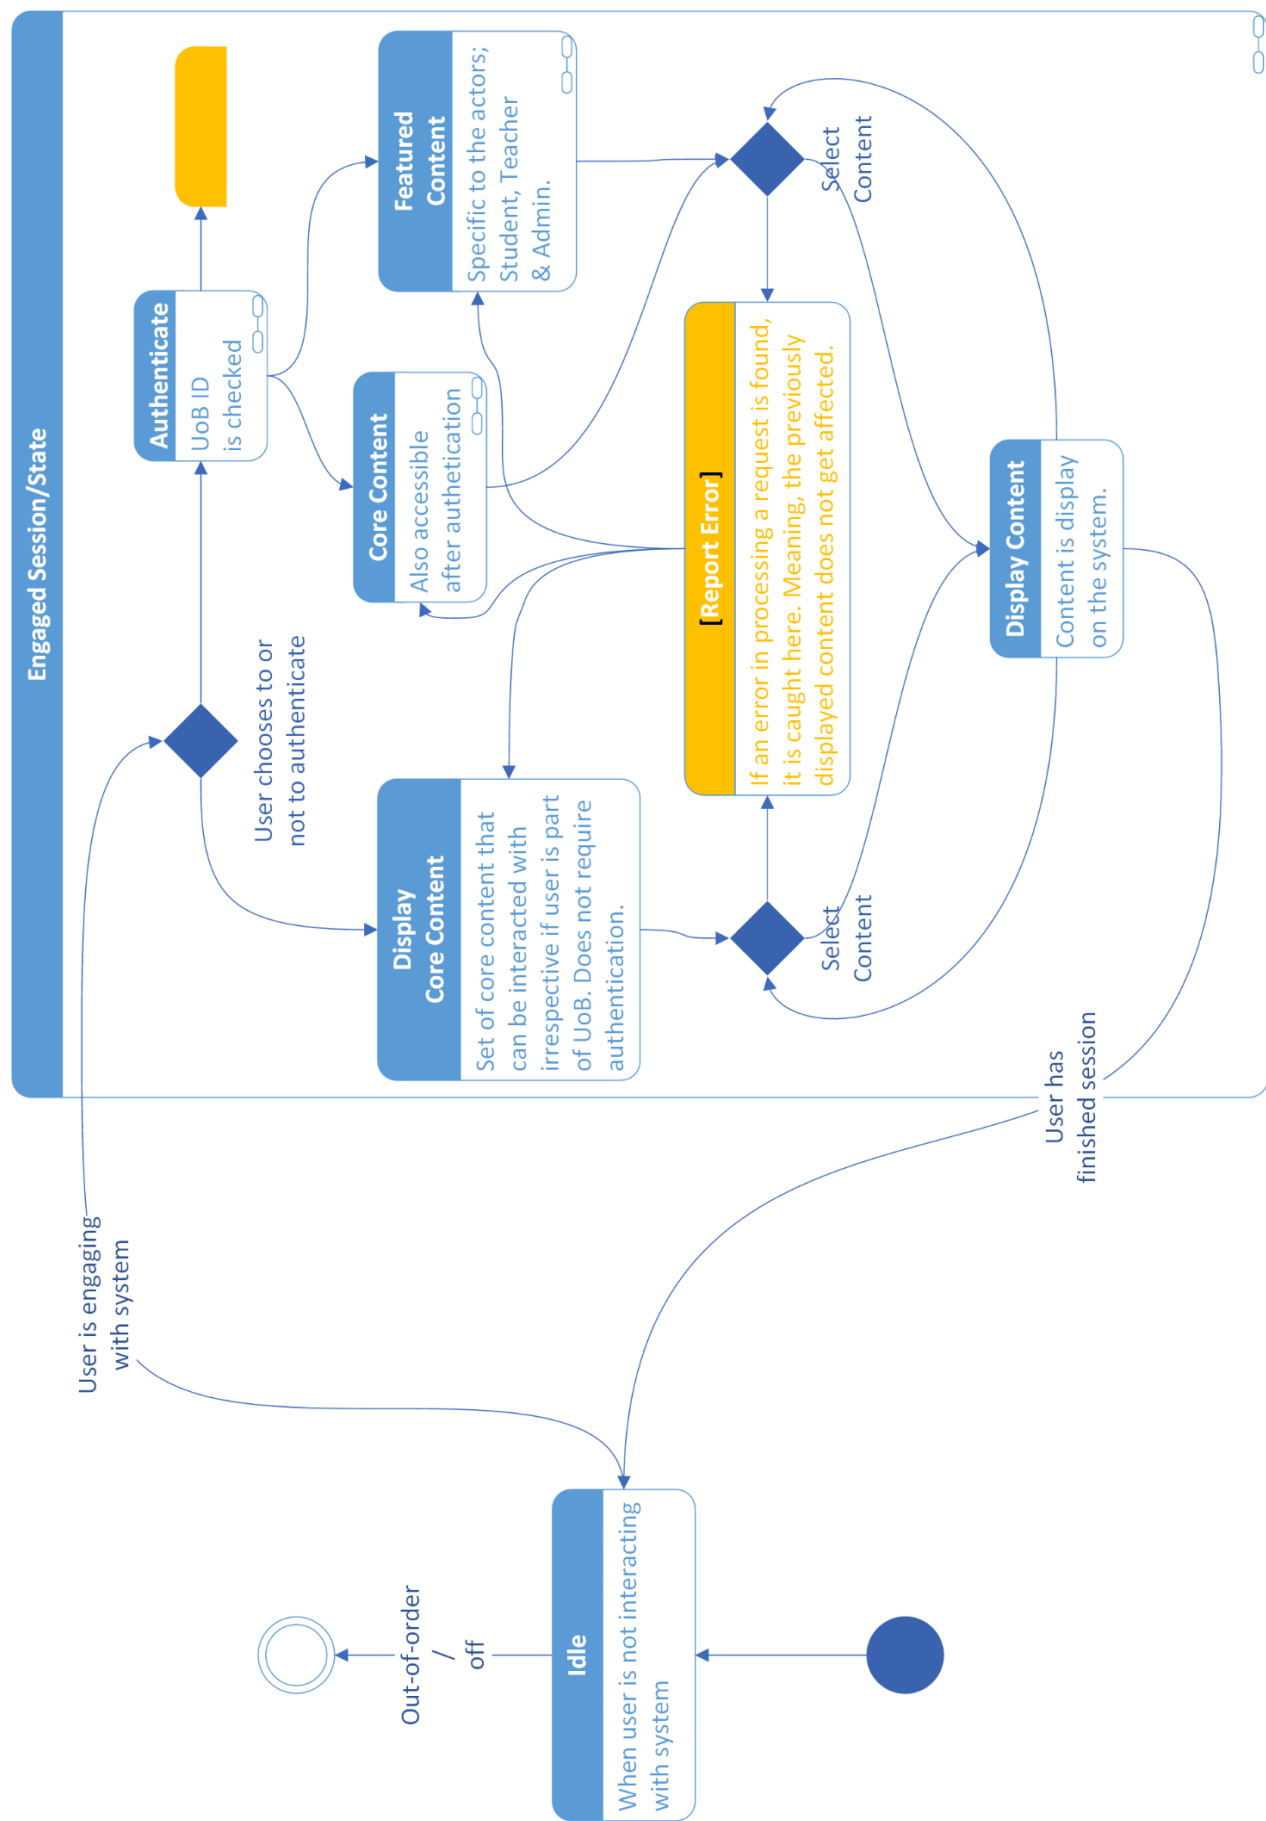 Engaged Session/State
User is engaging
with system
User chooses to or
not to authenticate
Authenticate
UoB ID
is checked
Display
Core Content
Set of core content that
can be interacted with
irrespective if user is part
of UoB. Does not require
authentication.
Core Content
Also accessible
after authetication
Featured
Content
Specific to the actors;
Student, Teacher
& Admin.
[Report Error]
If an error in processing a request is found,
it is caught here. Meaning, the previously
displayed content does not get affected.
Select
Content
Select
Content
Display Content
Content is display
on the system.
User has
finished session
Out-of-order
/
off
Idle
When user is not interacting
with system